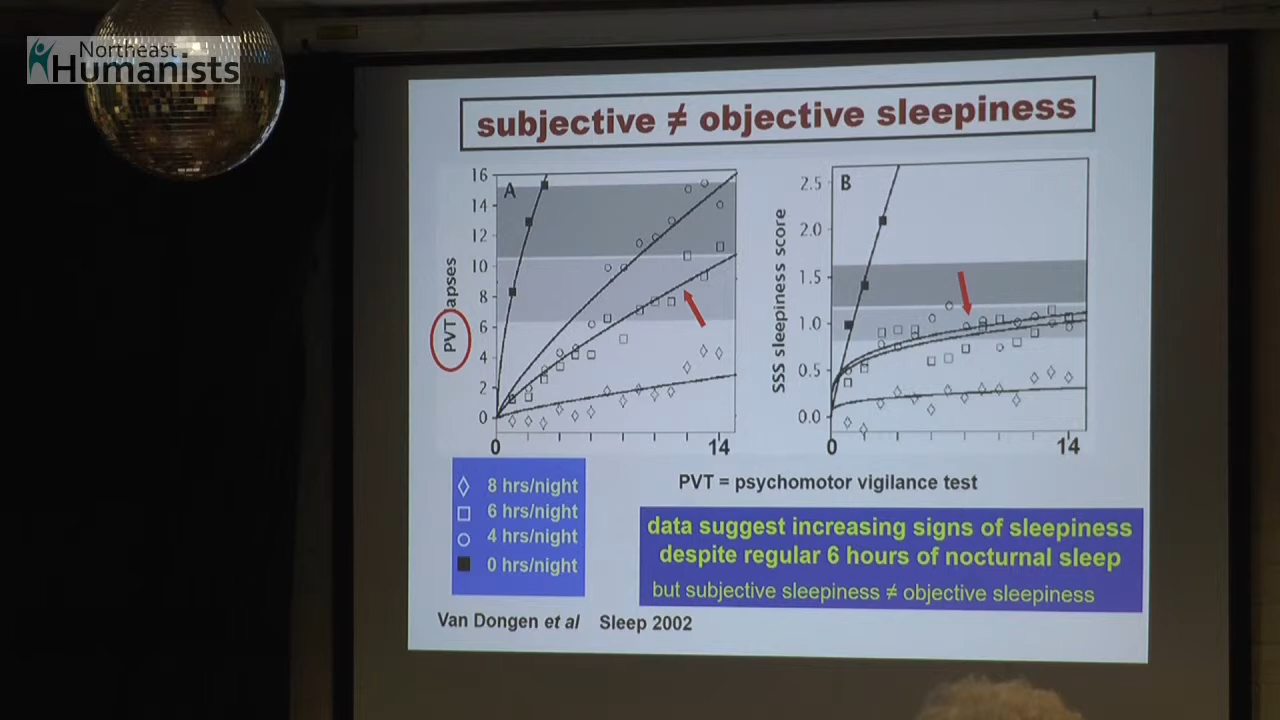 Northeast
Humanists
subjective ≠ objective sleepiness
A
16
14
12
10
8
6
4
2
0
PVT lapses
0
14
B
2.5
2.0
1.5
1.0
0.5
0.0
SSS sleepiness score
0
14
8 hrs/night
6 hrs/night
4 hrs/night
0 hrs/night
PVT = psychomotor vigilance test
data suggest increasing signs of sleepiness
despite regular 6 hours of nocturnal sleep
but subjective sleepiness ≠ objective sleepiness
Van Dongen et al Sleep 2002